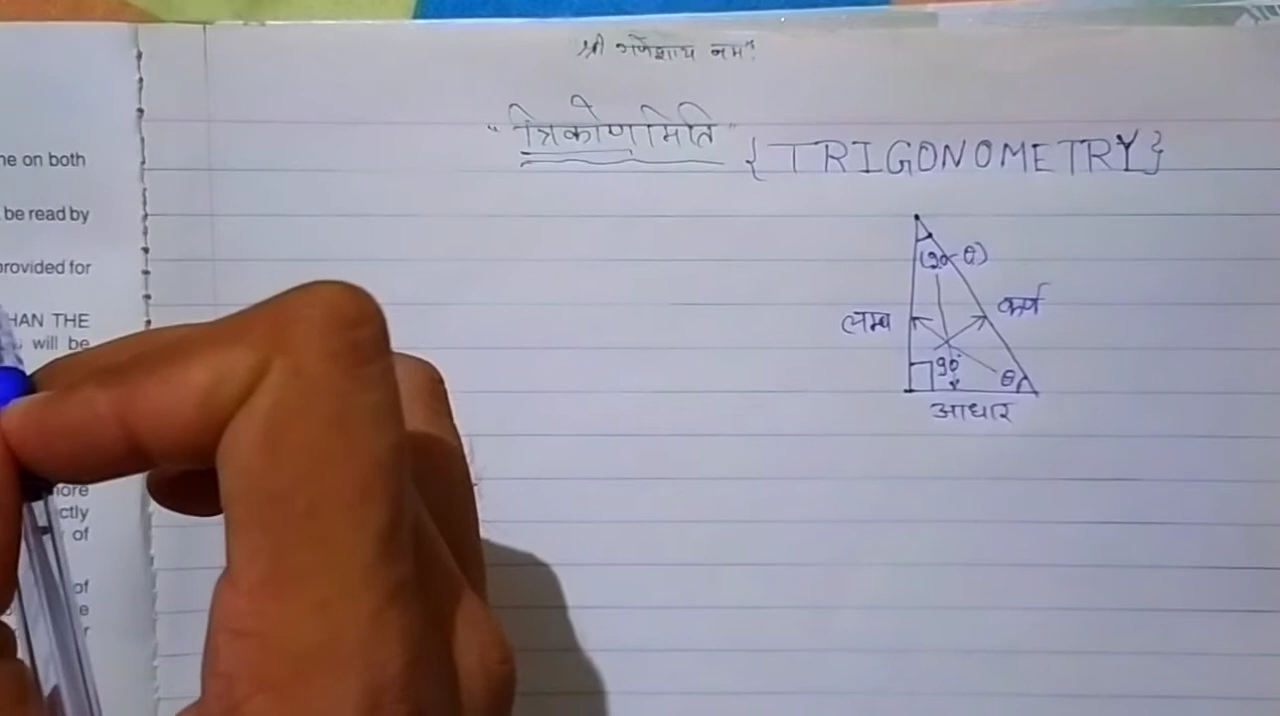 श्री गणेशाय नमः
"त्रिकोणमिति" {TRIGONOMETRY}
(90-θ)
लम्ब
कर्ण
90°
θ
आधार
ne on both
be read by
provided for
HAN THE
will be
more
ctly
of
of
e
r